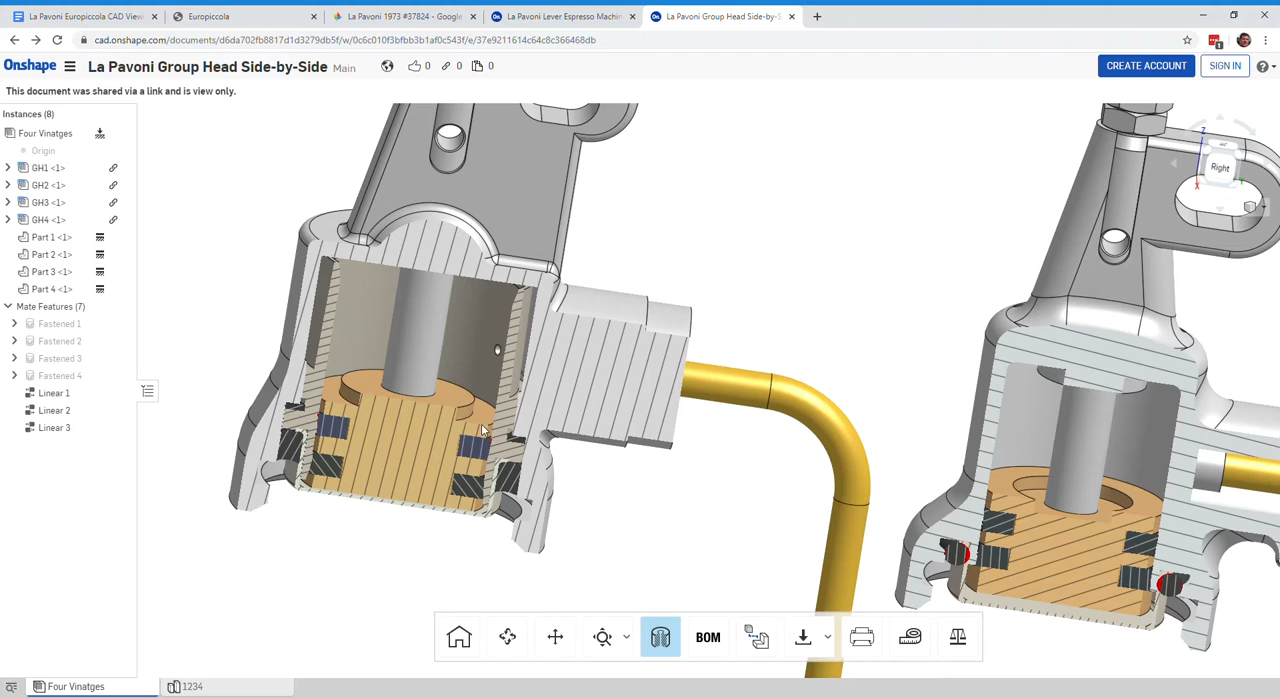 La Pavoni Europiccola CAD View
Europiccola
La Pavoni 1973 #37824 - Google
La Pavoni Lever Espresso Machin
La Pavoni Group Head Side-by-S
cad.onshape.com/documents/d6da702fb8817d1d3279db5f/w/0c6c010f3bfbb3b1af0c543f/e/37e9211614c64c8c366468db
Onshape
La Pavoni Group Head Side-by-Side Main
0
0
0
CREATE ACCOUNT
SIGN IN
This document was shared via a link and is view only.
Instances (8)
Four Vinatges
Origin
GH1 <1>
GH2 <1>
GH3 <1>
GH4 <1>
Part 1 <1>
Part 2 <1>
Part 3 <1>
Part 4 <1>
Mate Features (7)
Fastened 1
Fastened 2
Fastened 3
Fastened 4
Linear 1
Linear 2
Linear 3
Z
Right
X
Y
BOM
Four Vinatges
1234